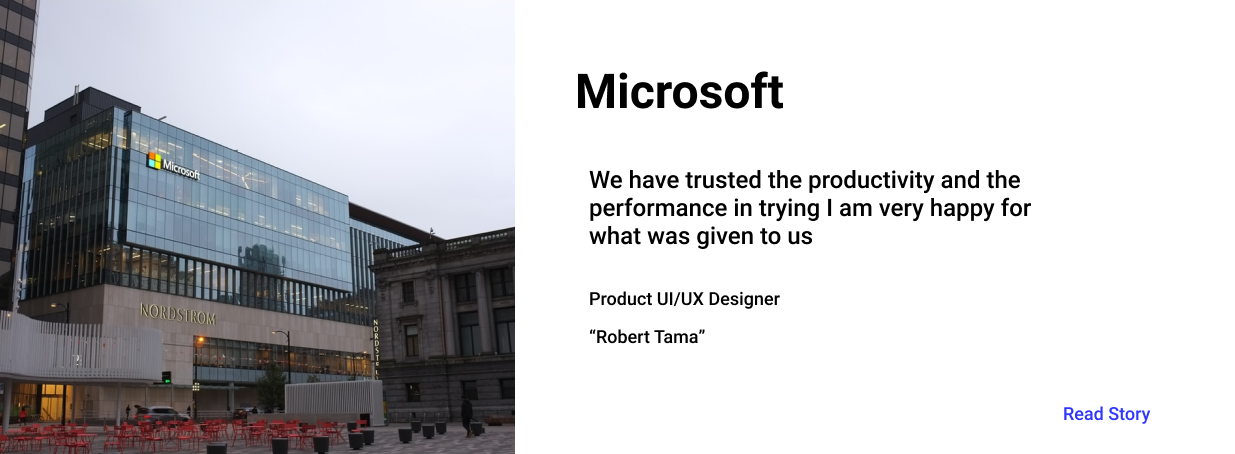 Microsoft
NORDSTROM
Microsoft
We have trusted the productivity and the
performance in trying I am very happy for
what was given to us
Product UI/UX Designer
“Robert Tama”
Read Story